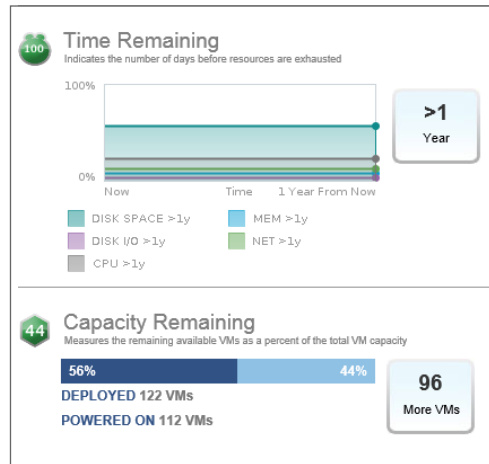 100
Time Remaining
Indicates the number of days before resources are exhausted
100%
0%
Now Time 1 Year From Now
>1
Year
DISK SPACE >1y MEM >1y
DISK I/O >1y NET >1y
CPU >1y
44
Capacity Remaining
Measures the remaining available VMs as a percent of the total VM capacity
56% 44%
DEPLOYED 122 VMs
POWERED ON 112 VMs
96
More VMs